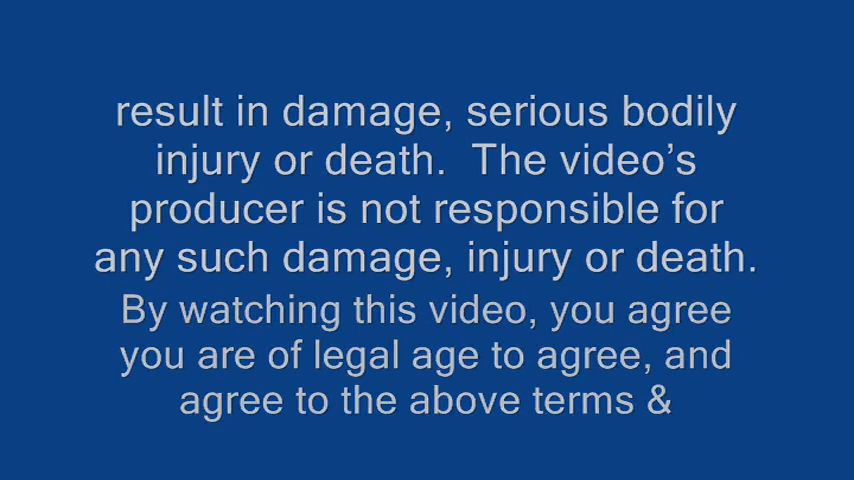 result in damage, serious bodily
injury or death.  The video’s
producer is not responsible for
any such damage, injury or death.
By watching this video, you agree
you are of legal age to agree, and
agree to the above terms &